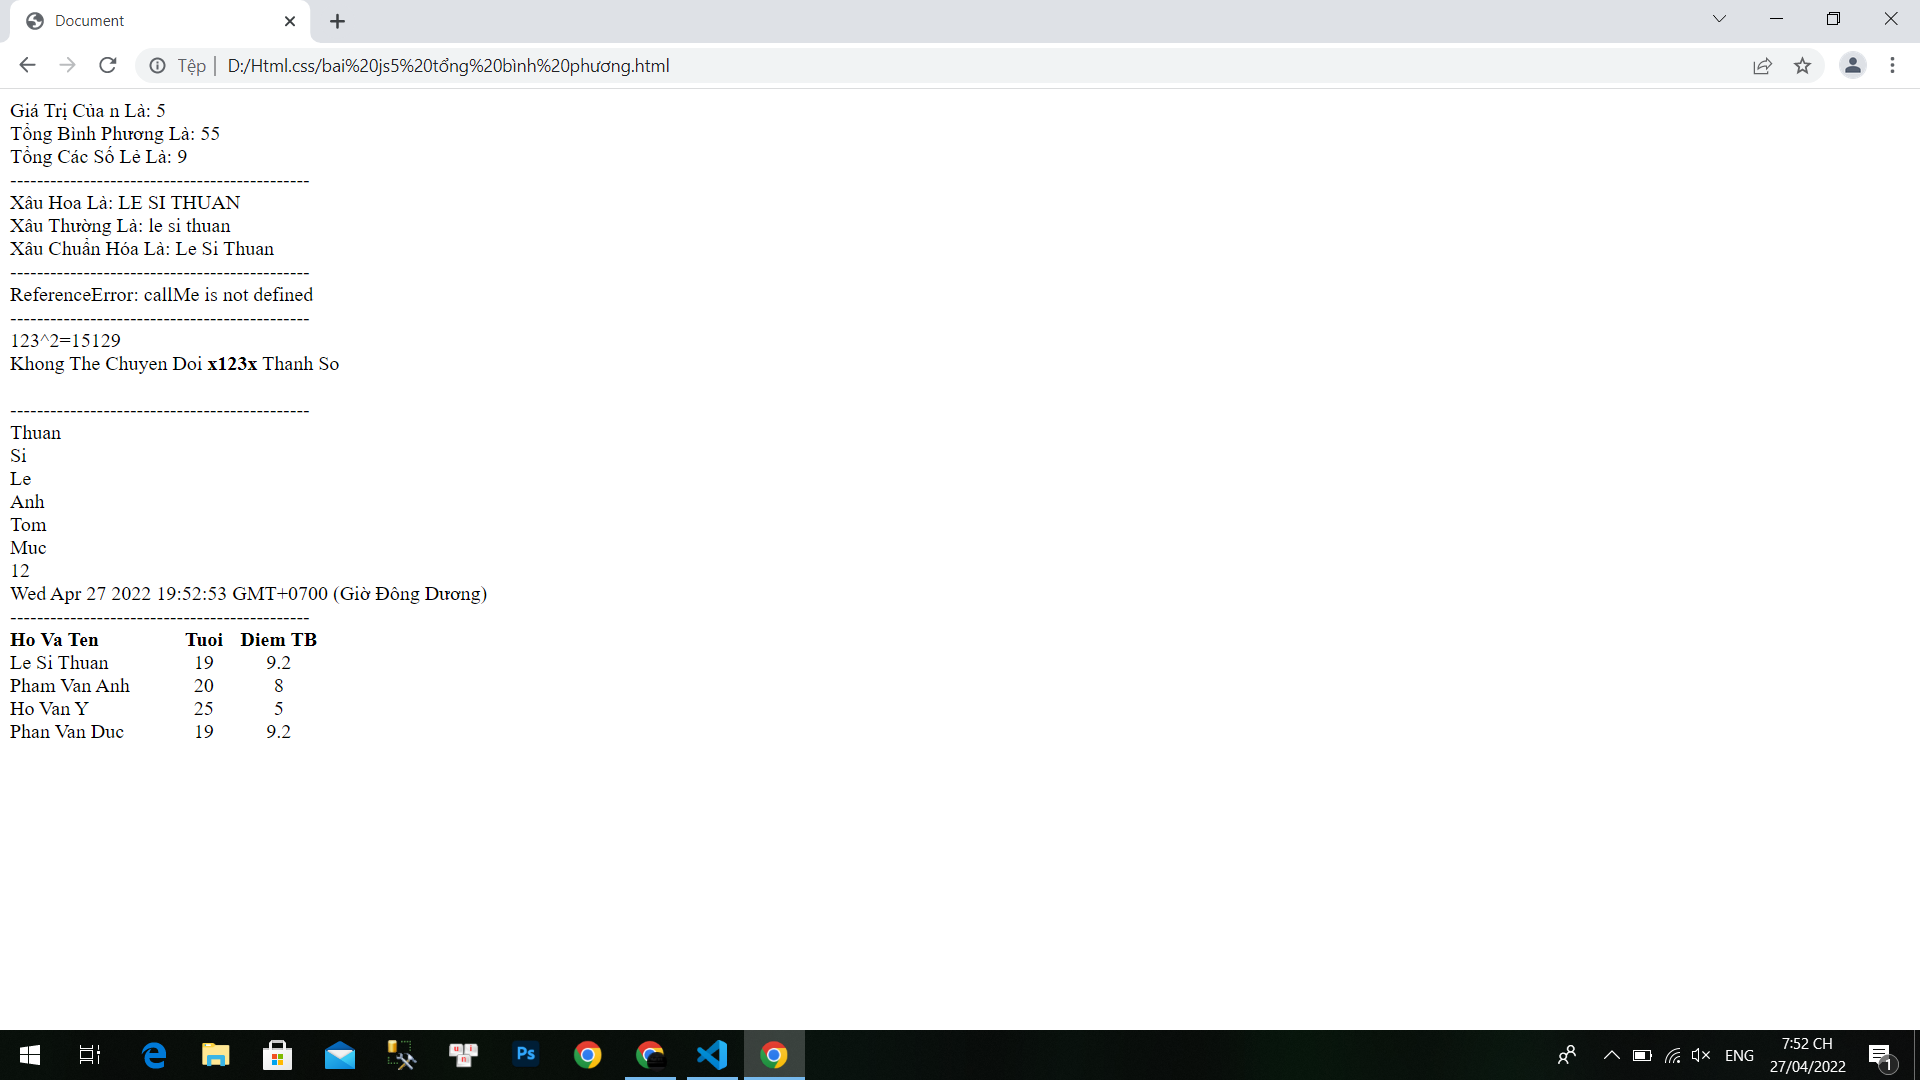 Document
Tệp | D:/Html.css/bai%20js5%20tổng%20bình%20phương.html
Giá Trị Của n Là: 5
Tổng Bình Phương Là: 55
Tổng Các Số Lẻ Là: 9
---------------------------------------------
Xâu Hoa Là: LE SI THUAN
Xâu Thường Là: le si thuan
Xâu Chuẩn Hóa Là: Le Si Thuan
---------------------------------------------
ReferenceError: callMe is not defined
---------------------------------------------
123^2=15129
Khong The Chuyen Doi x123x Thanh So
---------------------------------------------
Thuan
Si
Le
Anh
Tom
Muc
12
Wed Apr 27 2022 19:52:53 GMT+0700 (Giờ Đông Dương)
---------------------------------------------
Ho Va Ten Tuoi Diem TB
Le Si Thuan 19 9.2
Pham Van Anh 20 8
Ho Van Y 25 5
Phan Van Duc 19 9.2
Ps
ENG
7:52 CH
27/04/2022
1